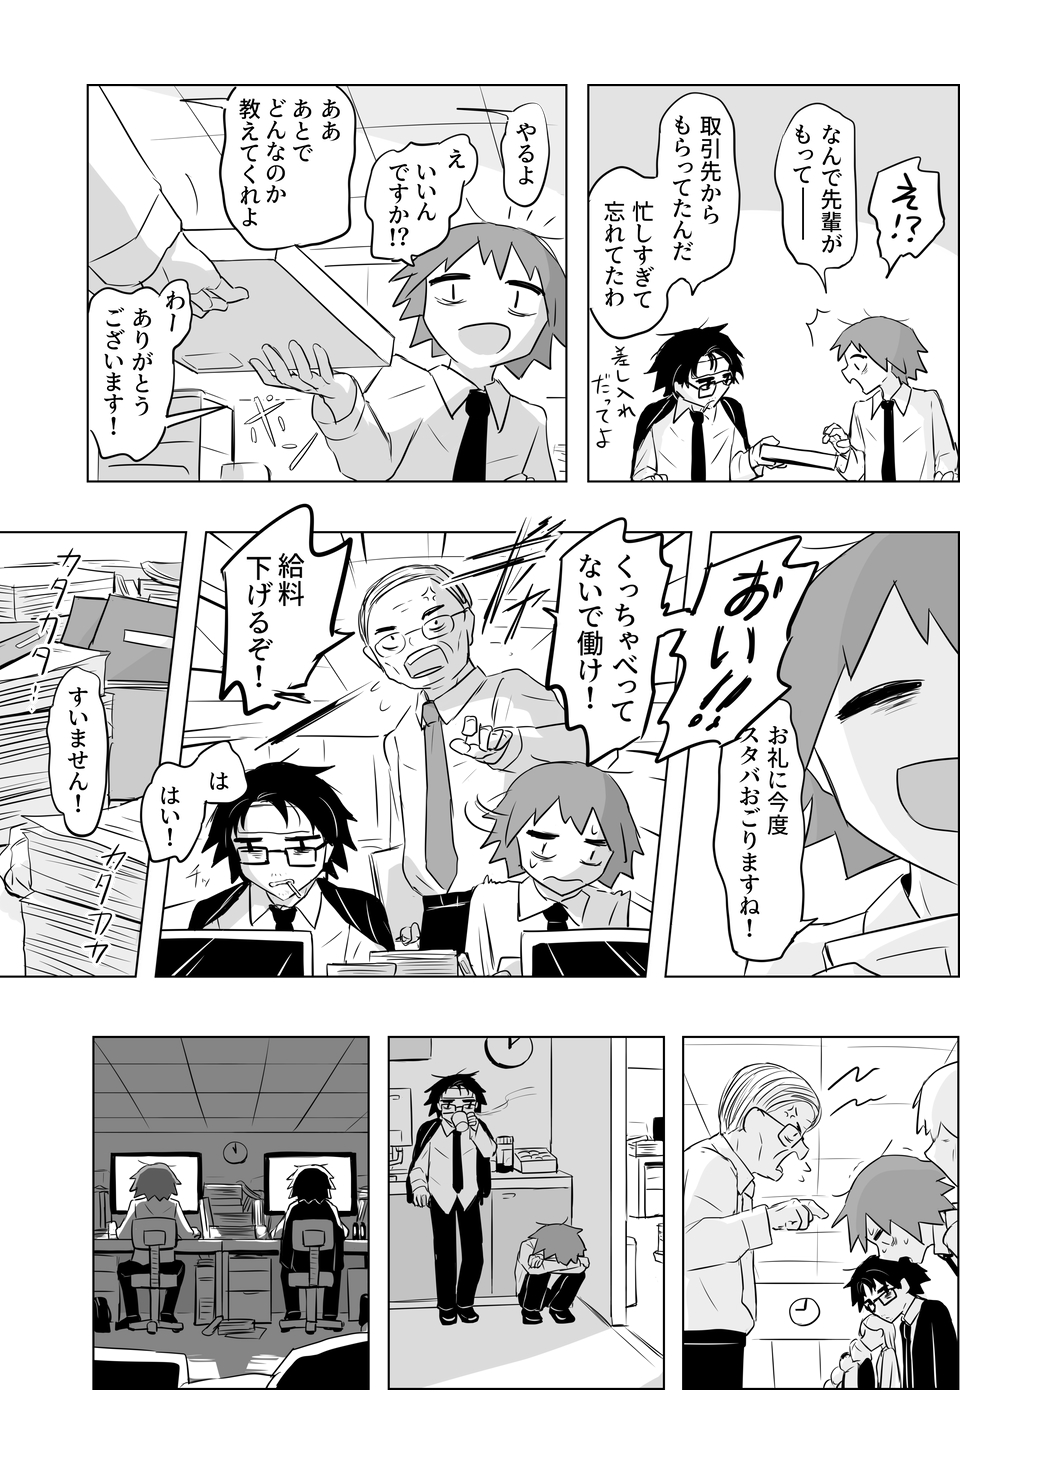 え!?
なんで先輩が
もって――
取引先から
もらってたんだ
忙しすぎて
忘れてたわ
差し入れ
だってよ
やるよ
え
いいん
ですか!?
ああ
あとで
どんなのか
教えてくれよ
わー
ありがとう
ございます!
お礼に今度
スタバおごりますね!
おい!!
くっちゃべって
ないで働け!
給料
下げるぞ!
チッ
は
はい!
カタカタ…
すいません!
カタカタ